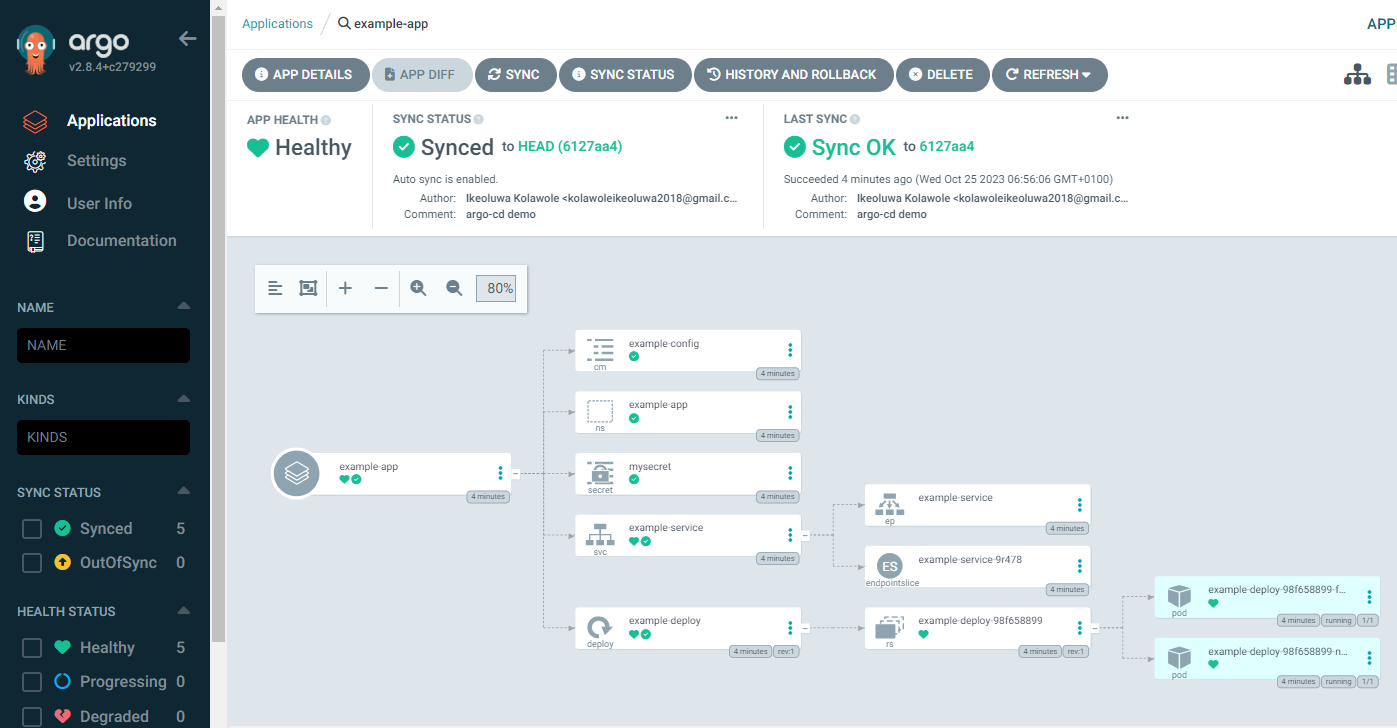 argo
v2.8.4+c279299
Applications
Settings
User Info
Documentation
NAME
NAME
KINDS
KINDS
SYNC STATUS
Synced 5
OutOfSync 0
HEALTH STATUS
Healthy 5
Progressing 0
Degraded 0
Applications / example-app
APP DETAILS APP DIFF SYNC SYNC STATUS HISTORY AND ROLLBACK DELETE REFRESH
APP HEALTH
Healthy
SYNC STATUS
Synced to HEAD (6127aa4)
Auto sync is enabled.
Author: Ikeoluwa Kolawole <kolawoleikeoluwa2018@gmail.c...
Comment: argo-cd demo
LAST SYNC
Sync OK to 6127aa4
Succeeded 4 minutes ago (Wed Oct 25 2023 06:56:06 GMT+0100)
Author: Ikeoluwa Kolawole <kolawoleikeoluwa2018@gmail.c...
Comment: argo-cd demo
80%
example-app
4 minutes
example-config
cm
4 minutes
example-app
ns
4 minutes
mysecret
secret
4 minutes
example-service
svc
4 minutes
example-deploy
deploy
4 minutes rev:1
example-service
ep
4 minutes
ES
example-service-9r478
endpointslice
4 minutes
example-deploy-98f658899
rs
4 minutes rev:1
example-deploy-98f658899-f...
pod
4 minutes running 1/1
example-deploy-98f658899-n...
pod
4 minutes running 1/1